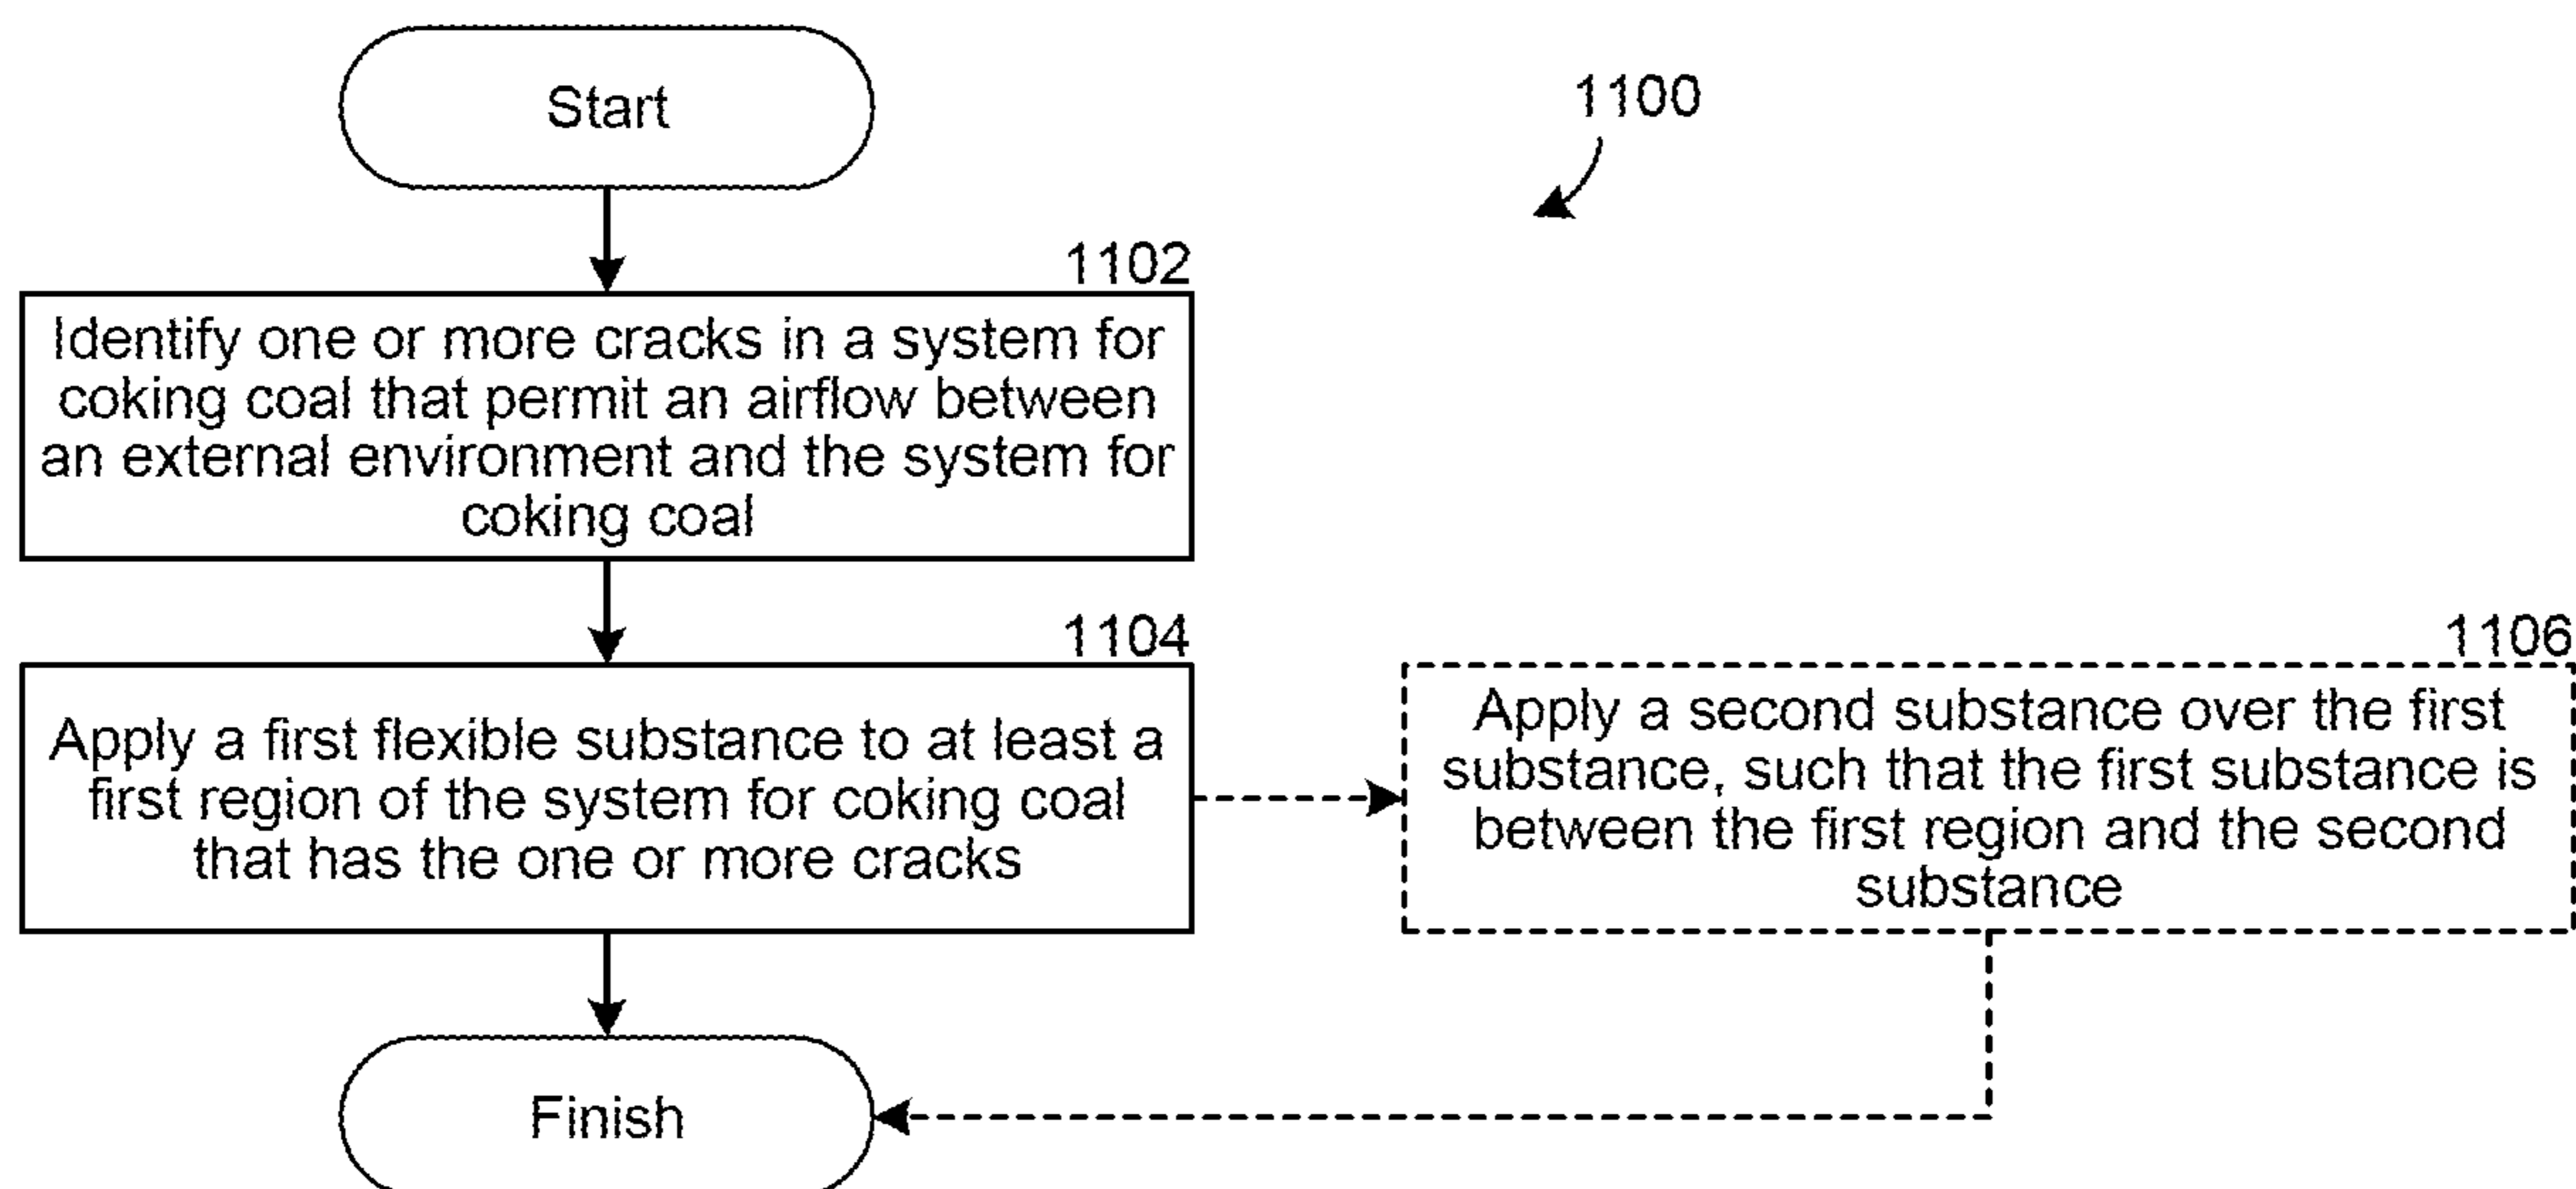 Start
1100
1102
Identify one or more cracks in a system for
coking coal that permit an airflow between
an external environment and the system for
coking coal
1104
Apply a first flexible substance to at least a
first region of the system for coking coal
that has the one or more cracks
1106
Apply a second substance over the first
substance, such that the first substance is
between the first region and the second
substance
Finish